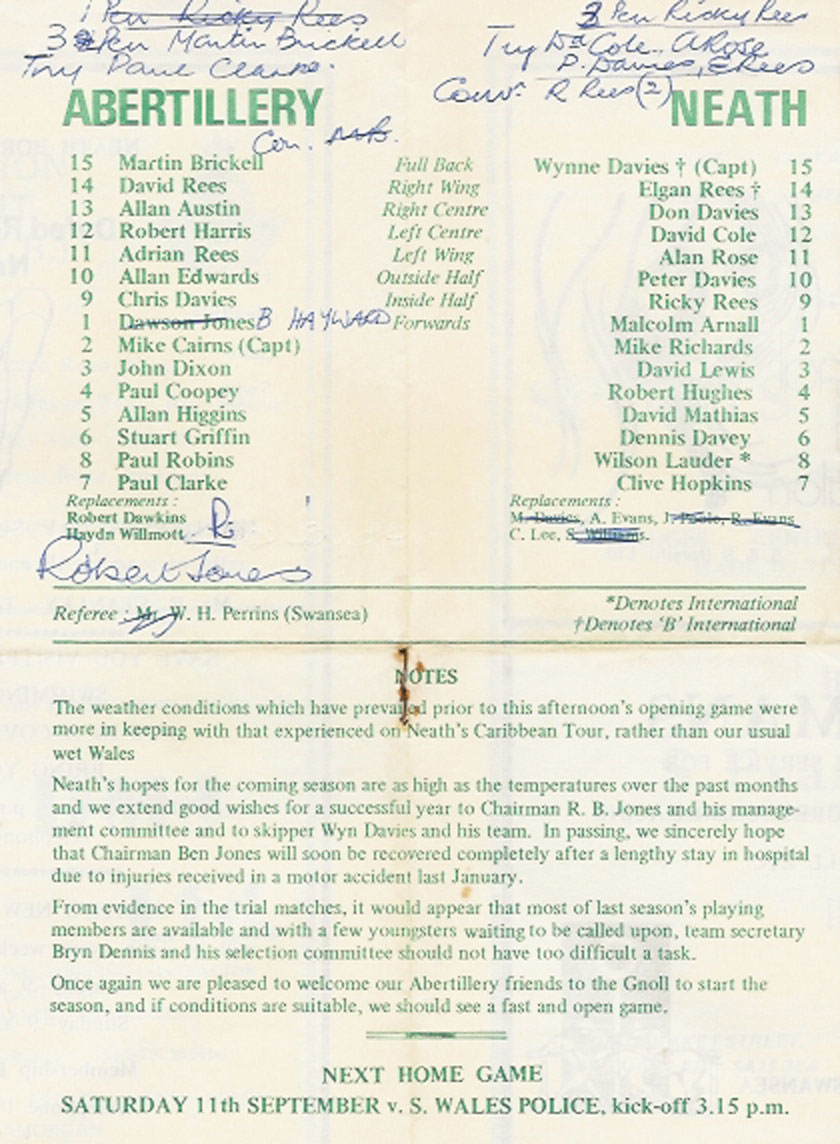 1 Pen Ricky Rees
3 Pen Martin Brickell
Try Paul Clarke.
3 Pen Ricky Rees
Try Dd Cole. A Rose
P. Davies, E Rees
Convs R Rees (2)
ABERTILLERY
NEATH
Con. MB.
15 Martin Brickell Full Back Wynne Davies † (Capt) 15
14 David Rees Right Wing Elgan Rees † 14
13 Allan Austin Right Centre Don Davies 13
12 Robert Harris Left Centre David Cole 12
11 Adrian Rees Left Wing Alan Rose 11
10 Allan Edwards Outside Half Peter Davies 10
9 Chris Davies Inside Half Ricky Rees 9
1 Dawson Jones B HAYWARD Forwards Malcolm Arnall 1
2 Mike Cairns (Capt) Mike Richards 2
3 John Dixon David Lewis 3
4 Paul Coopey Robert Hughes 4
5 Allan Higgins David Mathias 5
6 Stuart Griffin Dennis Davey 6
8 Paul Robins Wilson Lauder * 8
7 Paul Clarke Clive Hopkins 7
Replacements :
Robert Dawkins
Haydn Willmott
Robert Jones
Replacements :
M. Davies, A. Evans, J. Poole, R. Evans
C. Lee, S. Williams.
Referee : Mr. W. H. Perrins (Swansea)
*Denotes International
†Denotes 'B' International
NOTES
The weather conditions which have prevailed prior to this afternoon's opening game were
more in keeping with that experienced on Neath's Caribbean Tour, rather than our usual
wet Wales
Neath's hopes for the coming season are as high as the temperatures over the past months
and we extend good wishes for a successful year to Chairman R. B. Jones and his manage-
ment committee and to skipper Wyn Davies and his team. In passing, we sincerely hope
that Chairman Ben Jones will soon be recovered completely after a lengthy stay in hospital
due to injuries received in a motor accident last January.
From evidence in the trial matches, it would appear that most of last season's playing
members are available and with a few youngsters waiting to be called upon, team secretary
Bryn Dennis and his selection committee should not have too difficult a task.
Once again we are pleased to welcome our Abertillery friends to the Gnoll to start the
season, and if conditions are suitable, we should see a fast and open game.
NEXT HOME GAME
SATURDAY 11th SEPTEMBER v. S. WALES POLICE, kick-off 3.15 p.m.